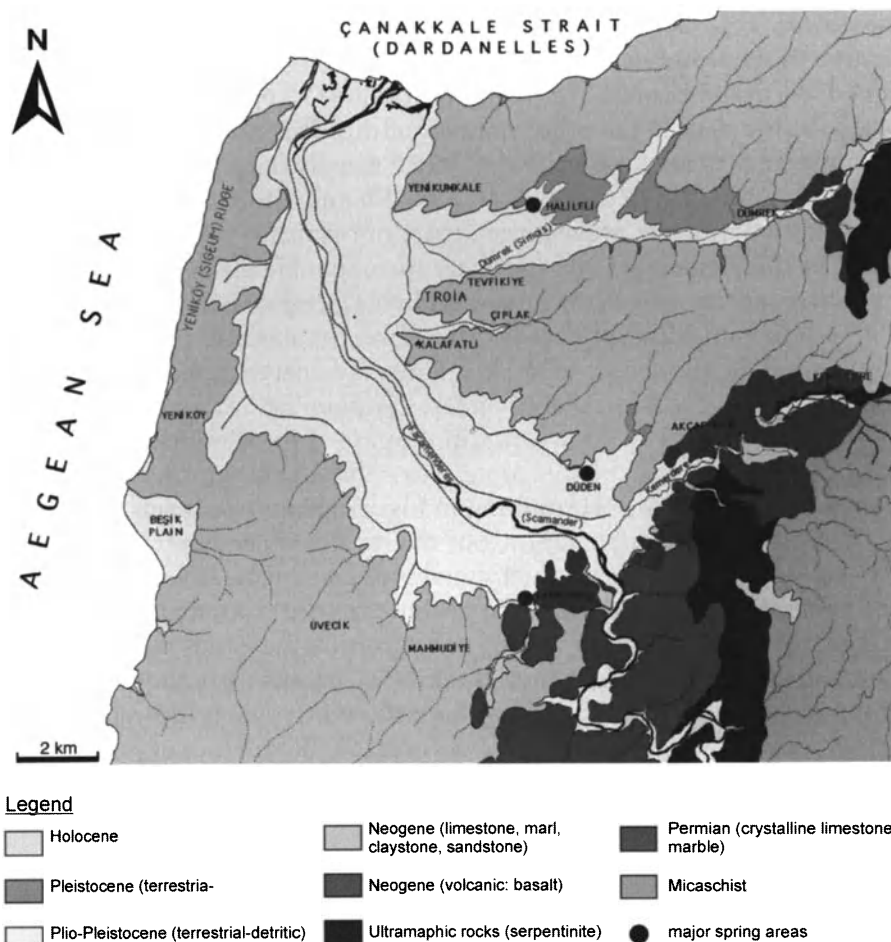 ÇANAKKALE STRAIT
(DARDANELLES)
N
YENIKUMKALE
HALILELI
DÜMREK
Dümrek (Simois)
TEVFIKIYE
TROIA
ÇIPLAK
KALAFATLI
YENIKÖY (SIGEUM) RIDGE
AEGEAN SEA
YENIKÖY
DÜDEN
(Scamander)
Kemerdere
BEŞIK
PLAIN
ÜVECIK
MAHMUDIYE
2 km
Legend
Holocene
Neogene (limestone, marl,
claystone, sandstone)
Permian (crystalline limestone
marble)
Pleistocene (terrestria-
Neogene (volcanic: basalt)
Micaschist
Plio-Pleistocene (terrestrial-detritic)
Ultramaphic rocks (serpentinite)
major spring areas